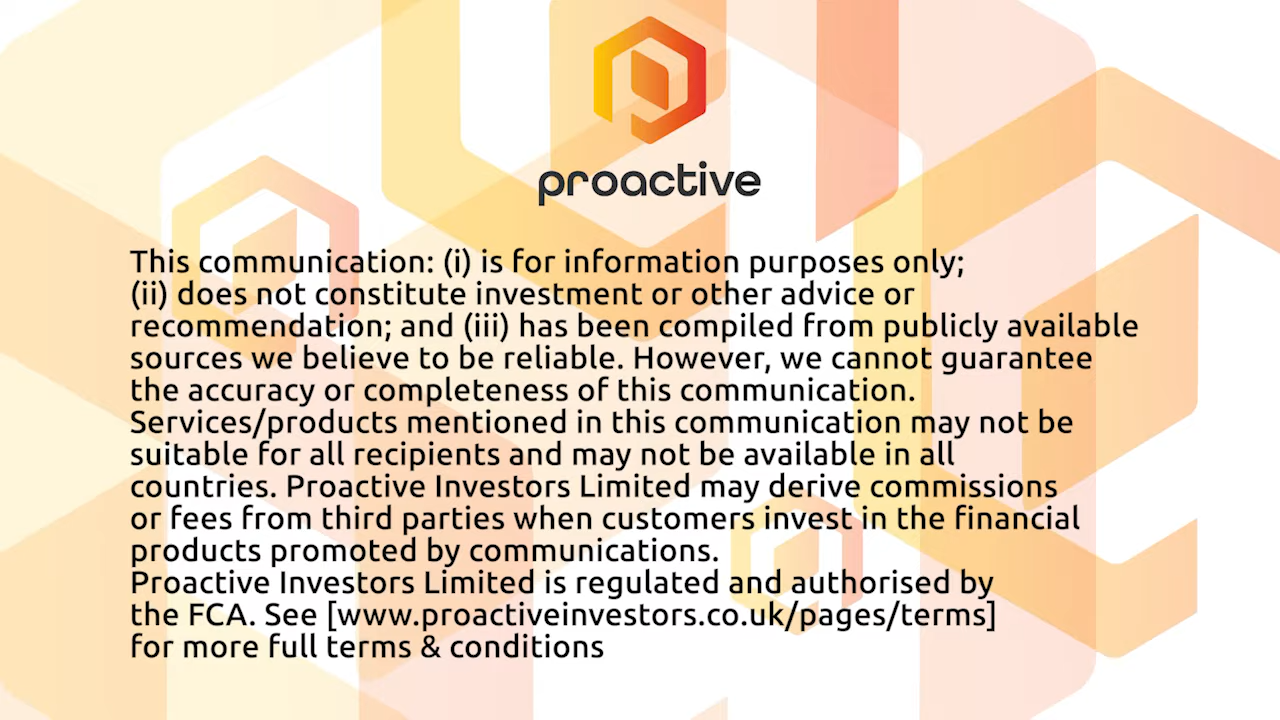 proactive
This communication: (i) is for information purposes only;
(ii) does not constitute investment or other advice or
recommendation; and (iii) has been compiled from publicly available
sources we believe to be reliable. However, we cannot guarantee
the accuracy or completeness of this communication.
Services/products mentioned in this communication may not be
suitable for all recipients and may not be available in all
countries. Proactive Investors Limited may derive commissions
or fees from third parties when customers invest in the financial
products promoted by communications.
Proactive Investors Limited is regulated and authorised by
the FCA. See [www.proactiveinvestors.co.uk/pages/terms]
for more full terms & conditions